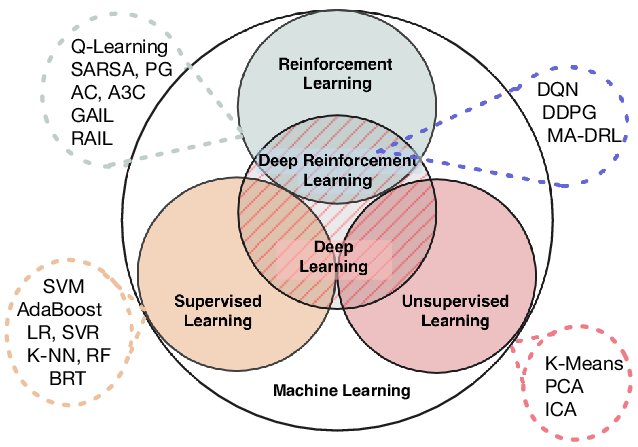 Q-Learning
SARSA, PG
AC, A3C
GAIL
RAIL
Reinforcement
Learning
DQN
DDPG
MA-DRL
Deep Reinforcement
Learning
Deep
Learning
SVM
AdaBoost
LR, SVR
K-NN, RF
BRT
Supervised
Learning
Unsupervised
Learning
K-Means
PCA
ICA
Machine Learning